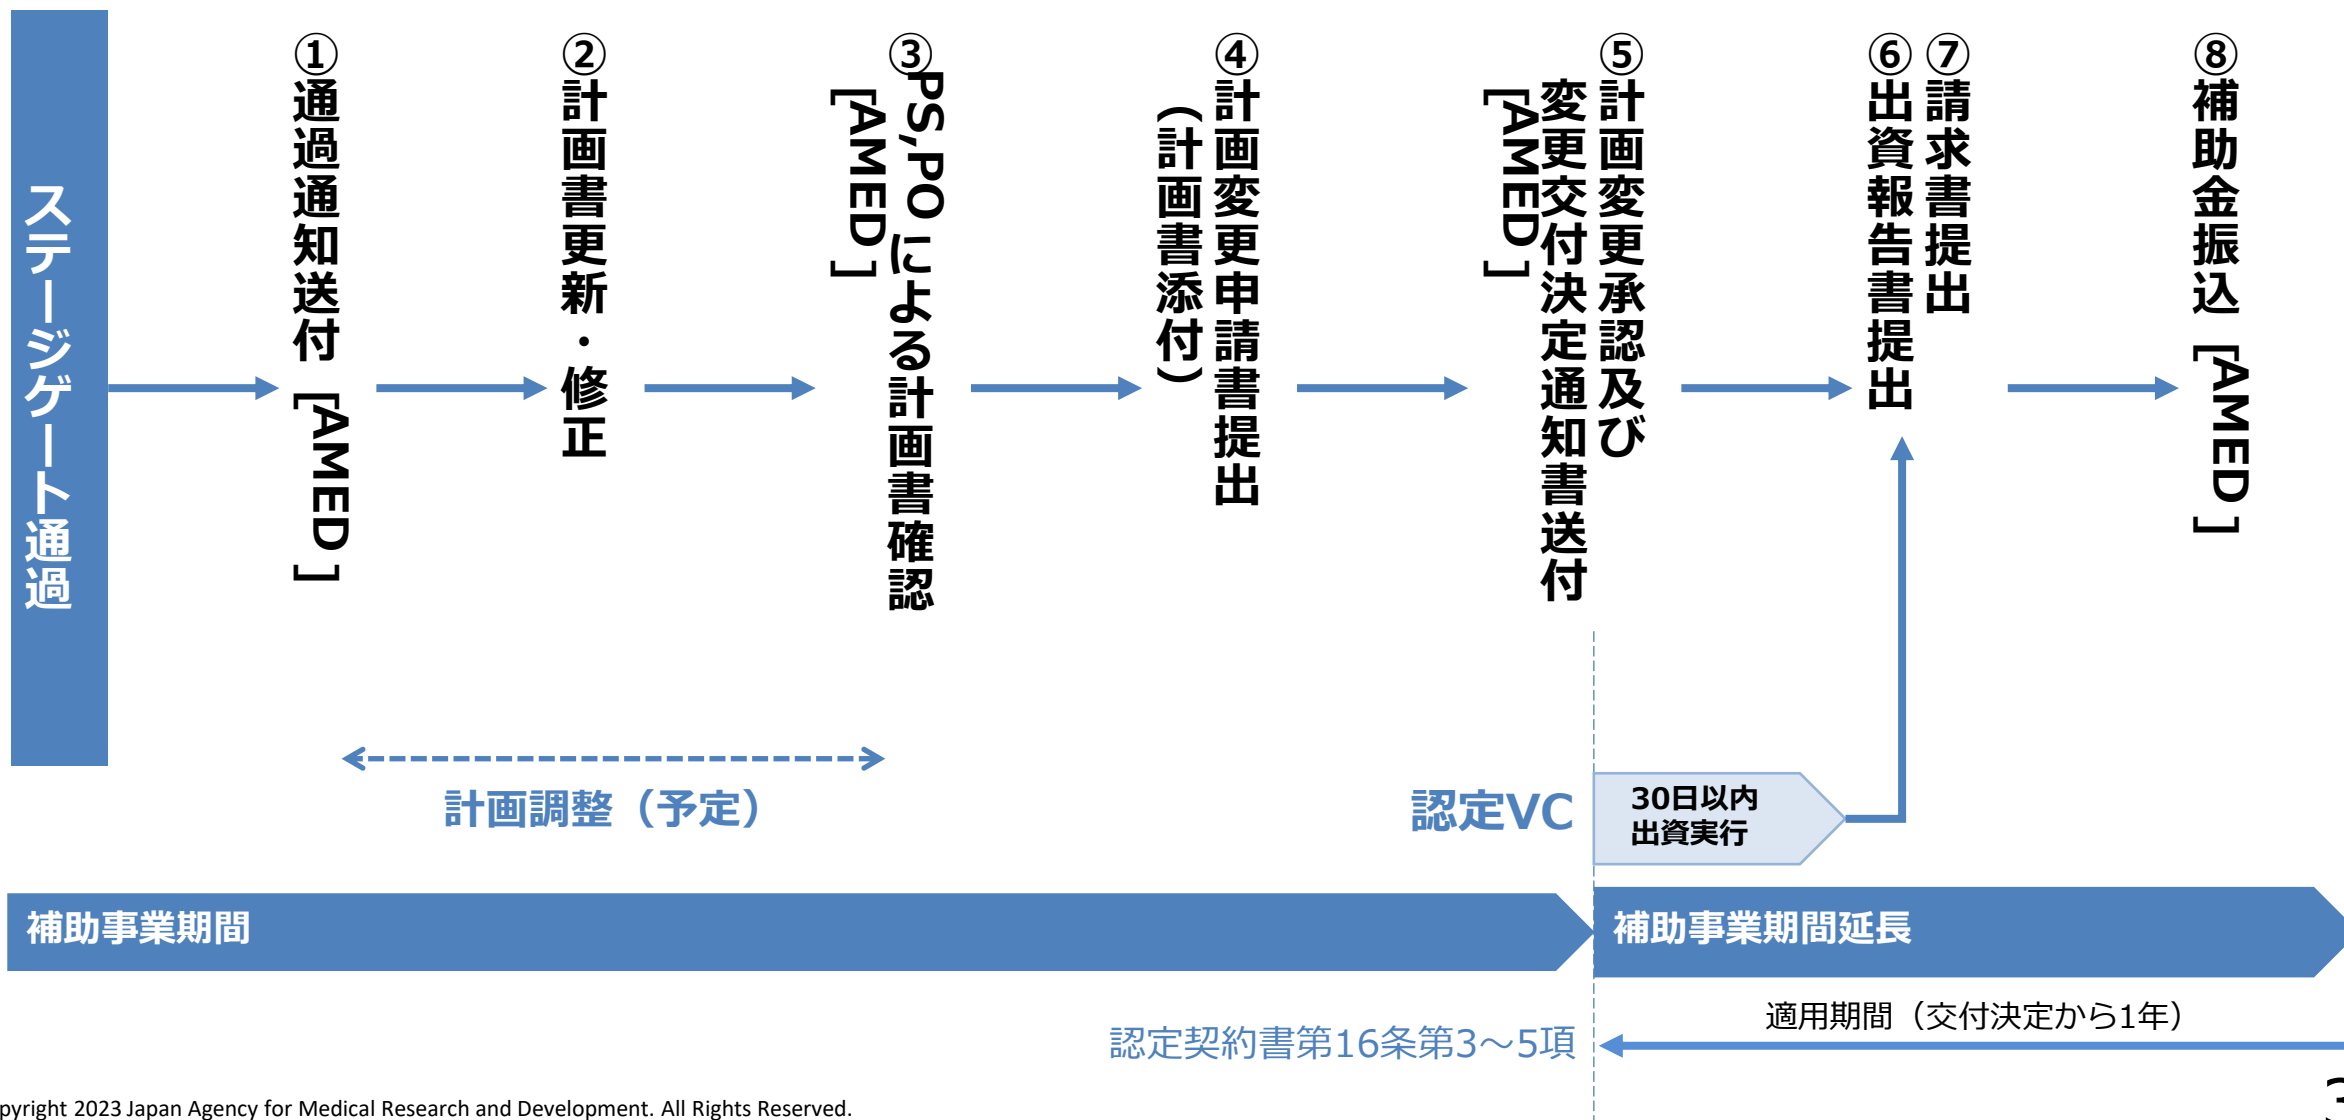 ステージゲート通過
①通過通知送付 [AMED]
②計画書更新・修正
③PS,POによる計画書確認
[AMED]
④計画変更申請書提出
（計画書添付）
⑤計画変更承認及び
変更交付決定通知書送付
[AMED]
⑥出資報告書提出
⑦請求書提出
⑧補助金振込 [AMED]
計画調整（予定）
認定VC
30日以内
出資実行
補助事業期間
補助事業期間延長
適用期間（交付決定から1年）
認定契約書第16条第3～5項
pyright 2023 Japan Agency for Medical Research and Development. All Rights Reserved.